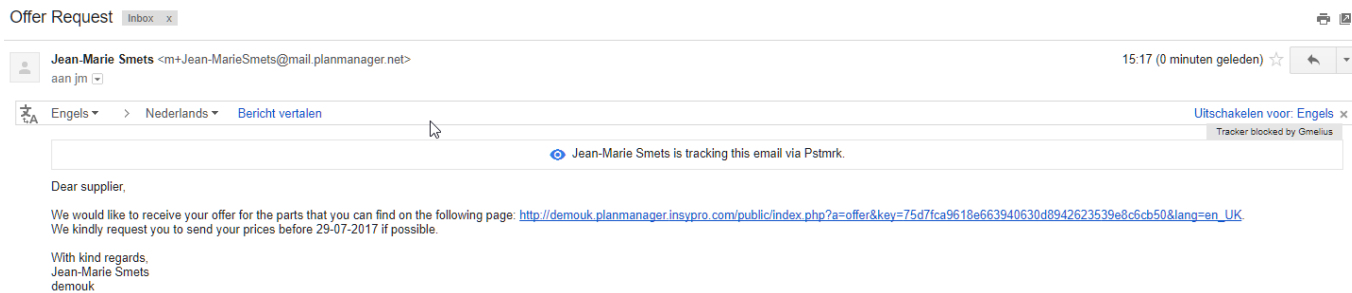 Offer Request Inbox x
Jean-Marie Smets <m+Jean-MarieSmets@mail.planmanager.net> 15:17 (0 minuten geleden)
aan jm
Engels > Nederlands Bericht vertalen Uitschakelen voor: Engels x
Tracker blocked by Gmelius
Jean-Marie Smets is tracking this email via Pstmrk.
Dear supplier,
We would like to receive your offer for the parts that you can find on the following page: http://demouk.planmanager.insypro.com/public/index.php?a=offer&key=75d7fca9618e663940630d8942623539e8c6cb50&lang=en_UK.
We kindly request you to send your prices before 29-07-2017 if possible.
With kind regards,
Jean-Marie Smets
demouk